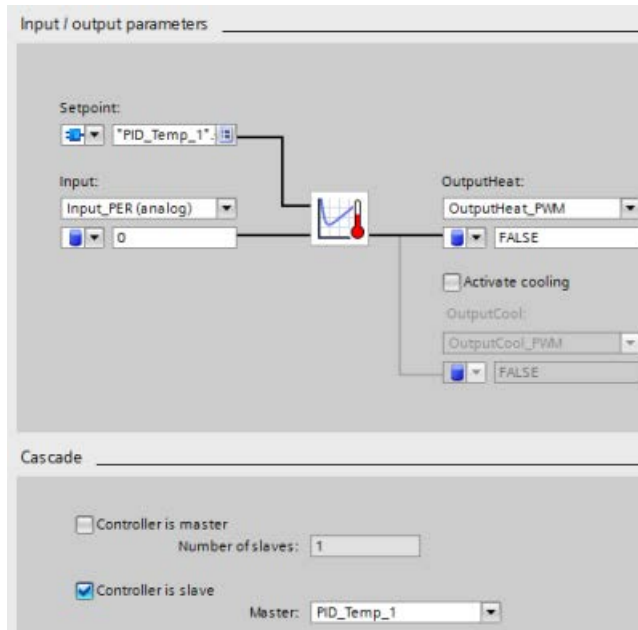 Input / output parameters
Setpoint:
"PID_Temp_1".
Input:
Input_PER (analog)
0
OutputHeat:
OutputHeat_PWM
FALSE
Activate cooling
OutputCool:
OutputCool_PWM
FALSE
Cascade
Controller is master
Number of slaves: 1
Controller is slave
Master: PID_Temp_1